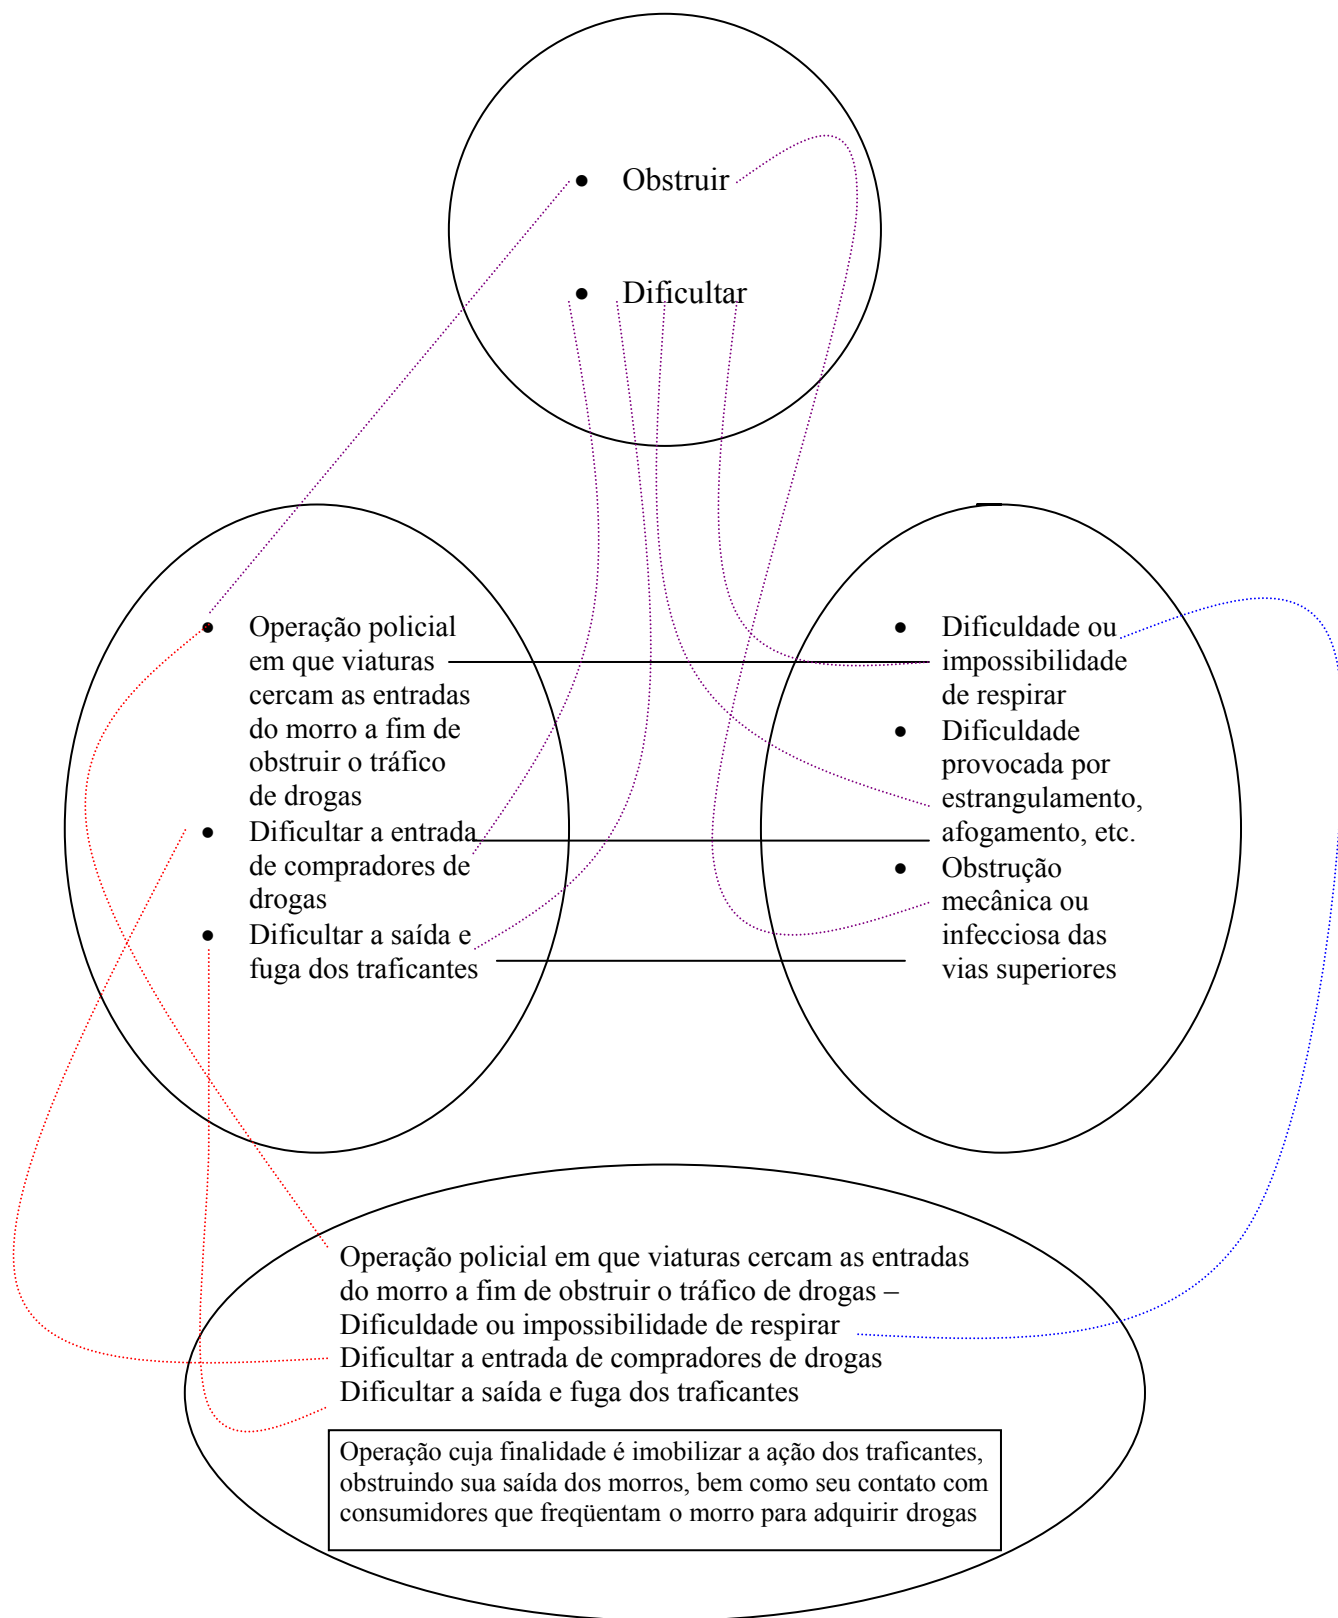 • Obstruir
• Dificultar
• Operação policial
em que viaturas
cercam as entradas
do morro a fim de
obstruir o tráfico
de drogas
• Dificultar a entrada
de compradores de
drogas
• Dificultar a saída e
fuga dos traficantes
• Dificuldade ou
impossibilidade
de respirar
• Dificuldade
provocada por
estrangulamento,
afogamento, etc.
• Obstrução
mecânica ou
infecciosa das
vias superiores
Operação policial em que viaturas cercam as entradas
do morro a fim de obstruir o tráfico de drogas –
Dificuldade ou impossibilidade de respirar
Dificultar a entrada de compradores de drogas
Dificultar a saída e fuga dos traficantes
Operação cuja finalidade é imobilizar a ação dos traficantes,
obstruindo sua saída dos morros, bem como seu contato com
consumidores que freqüentam o morro para adquirir drogas